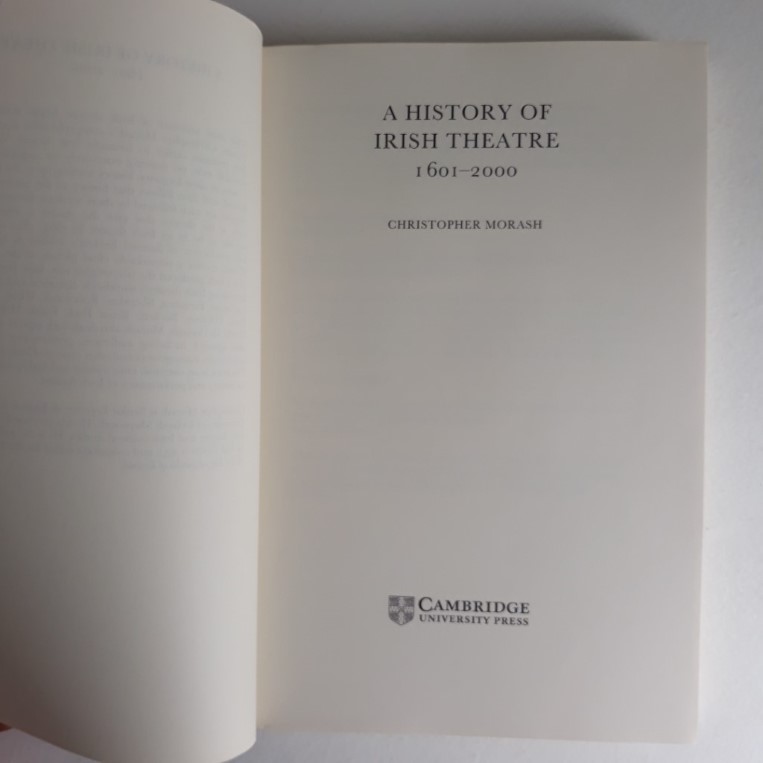 A HISTORY OF
IRISH THEATRE
1601–2000
CHRISTOPHER MORASH
CAMBRIDGE
UNIVERSITY PRESS